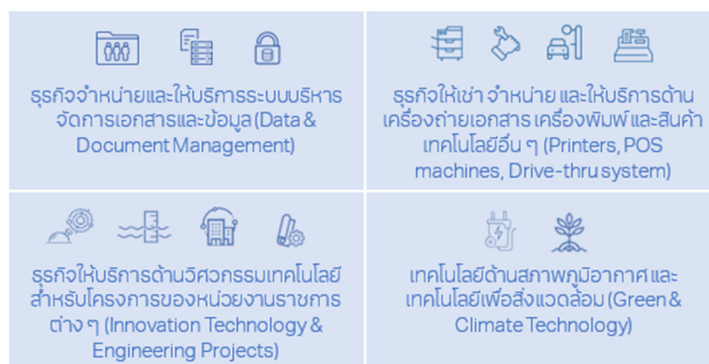 ธุรกิจจำหน่ายและให้บริการระบบบริหาร
จัดการเอกสารและข้อมูล (Data &
Document Management)
ธุรกิจให้เช่า จำหน่าย และให้บริการด้าน
เครื่องถ่ายเอกสาร เครื่องพิมพ์ และสินค้า
เทคโนโลยีอื่น ๆ (Printers, POS
machines, Drive-thru system)
ธุรกิจให้บริการด้านวิศวกรรมเทคโนโลยี
สำหรับโครงการของหน่วยงานราชการ
ต่าง ๆ (Innovation Technology &
Engineering Projects)
เทคโนโลยีด้านสภาพภูมิอากาศ และ
เทคโนโลยีเพื่อสิ่งแวดล้อม (Green &
Climate Technology)